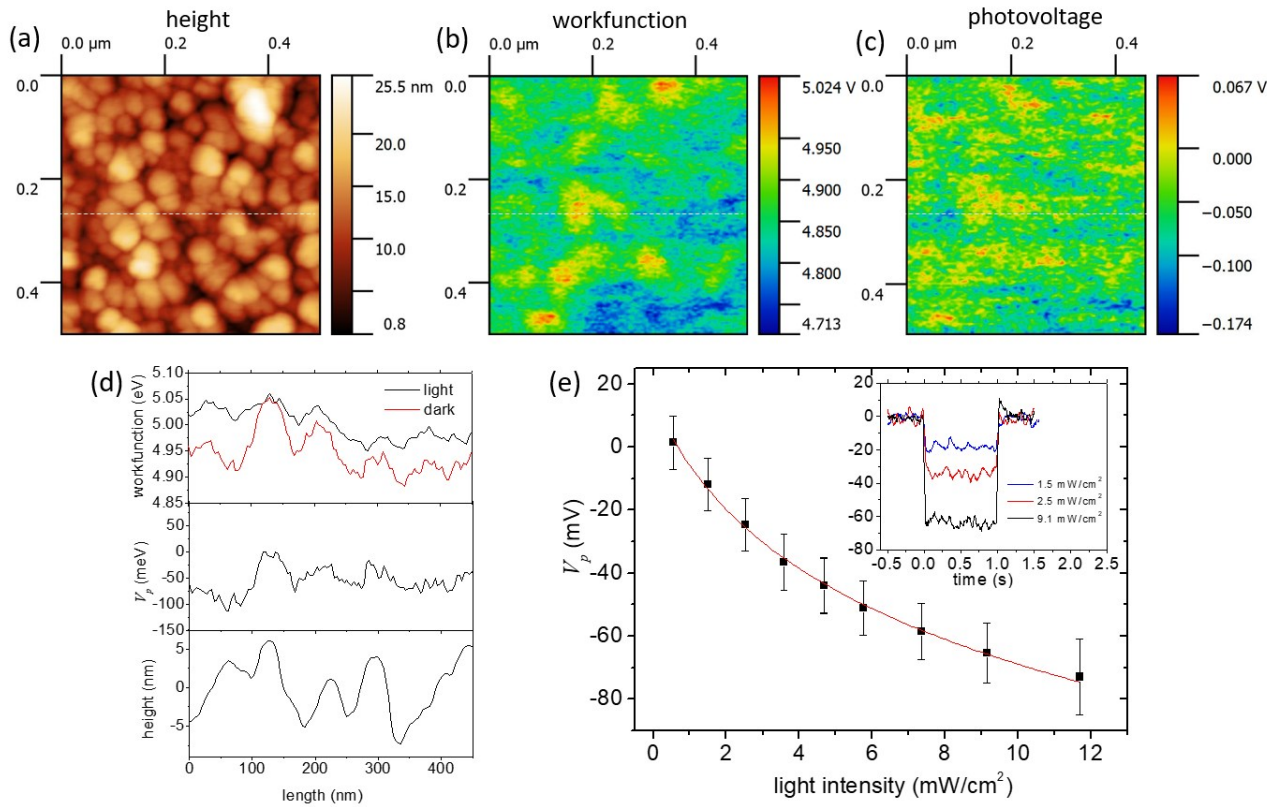 height
workfunction
photovoltage
(a)
0.0 µm
0.2
0.4
0.0
0.2
0.4
25.5 nm
20.0
15.0
10.0
0.8
(b)
0.0 µm
0.2
0.4
0.0
0.2
0.4
5.024 V
4.950
4.900
4.850
4.800
4.713
(c)
0.0 µm
0.2
0.4
0.0
0.2
0.4
0.067 V
0.000
−0.050
−0.100
−0.174
(d)
workfunction (eV)
5.10
5.05
5.00
4.95
4.90
4.85
light
dark
Vp (meV)
50
0
-50
-100
-150
height (nm)
5
0
-5
0
100
200
300
400
length (nm)
(e)
Vp (mV)
20
0
-20
-40
-60
-80
0
2
4
6
8
10
12
light intensity (mW/cm²)
20
0
-20
-40
-60
-80
1.5 mW/cm²
2.5 mW/cm²
9.1 mW/cm²
-0.5
0.0
0.5
1.0
1.5
2.0
2.5
time (s)